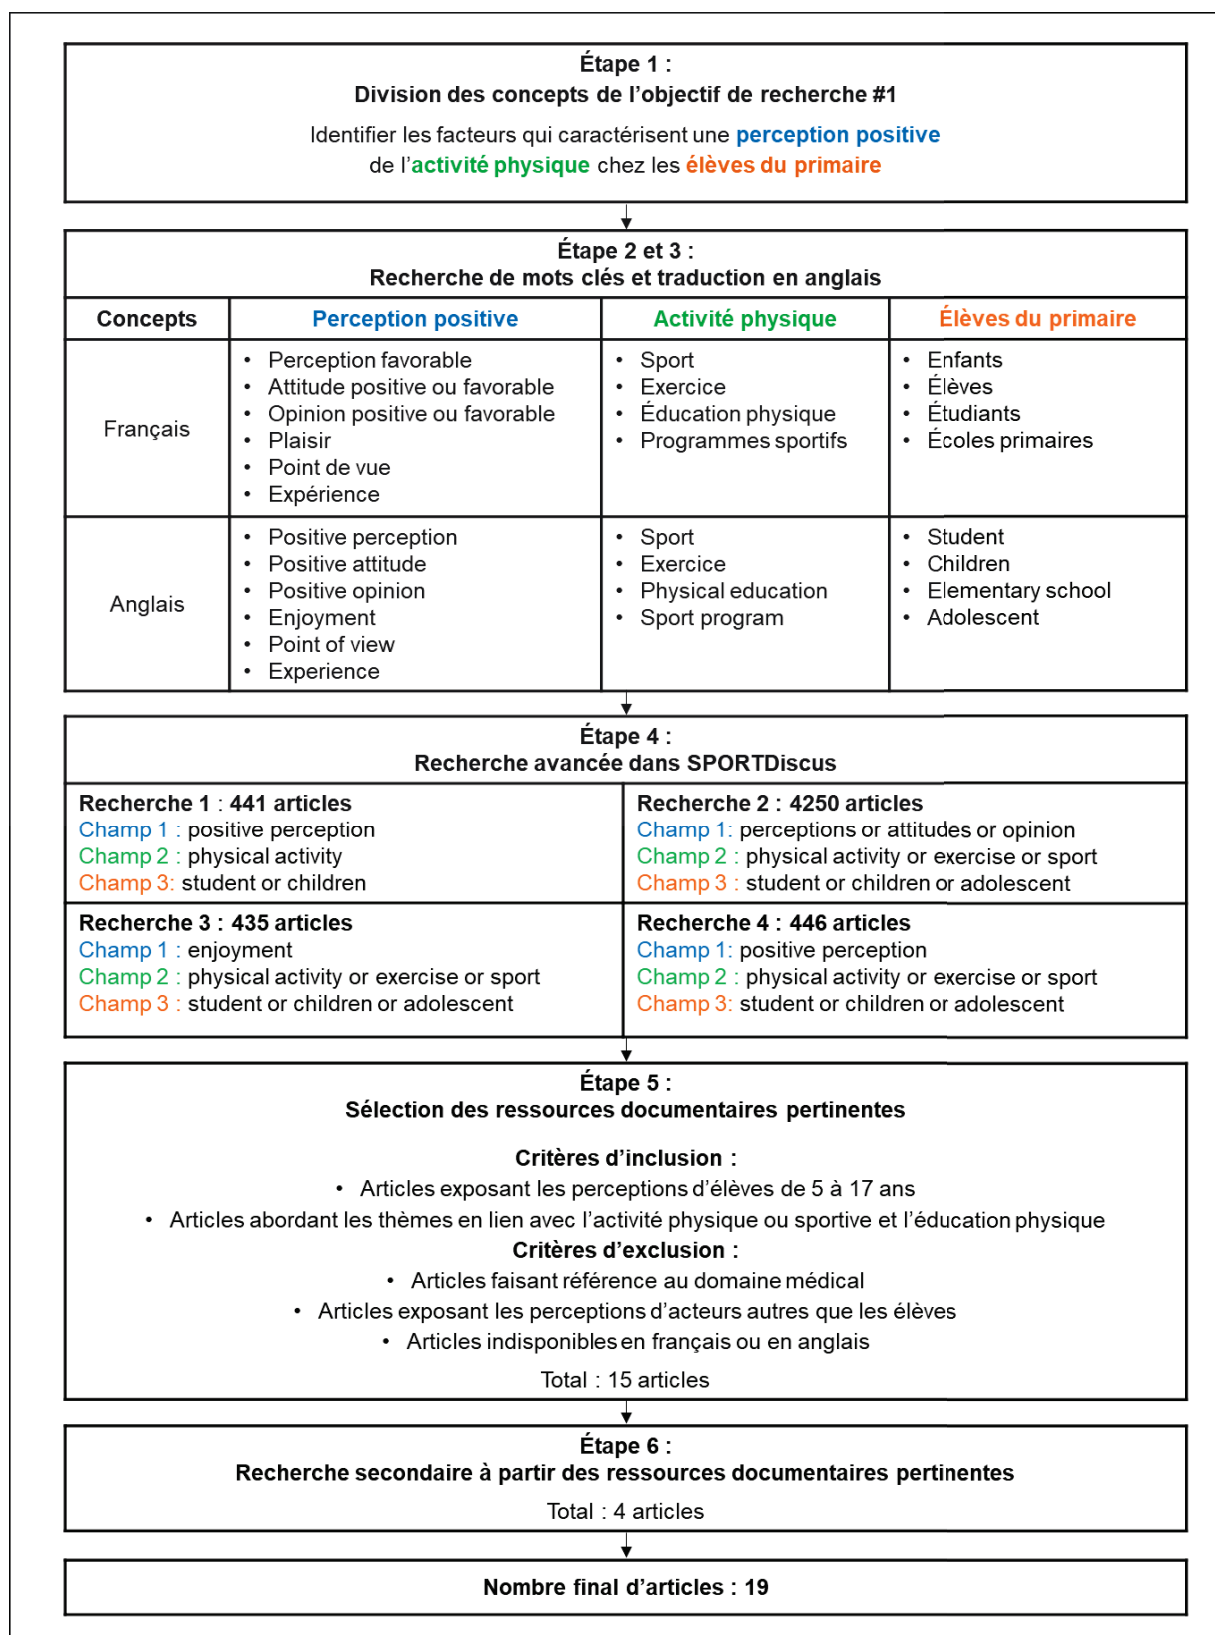 Étape 1 :
Division des concepts de l'objectif de recherche #1
Identifier les facteurs qui caractérisent une perception positive
de l'activité physique chez les élèves du primaire
Étape 2 et 3 :
Recherche de mots clés et traduction en anglais
Concepts
Perception positive
Activité physique
Élèves du primaire
Français
• Perception favorable
• Attitude positive ou favorable
• Opinion positive ou favorable
• Plaisir
• Point de vue
• Expérience
• Sport
• Exercice
• Éducation physique
• Programmes sportifs
• Enfants
• Élèves
• Étudiants
• Écoles primaires
Anglais
• Positive perception
• Positive attitude
• Positive opinion
• Enjoyment
• Point of view
• Experience
• Sport
• Exercice
• Physical education
• Sport program
• Student
• Children
• Elementary school
• Adolescent
Étape 4 :
Recherche avancée dans SPORTDiscus
Recherche 1 : 441 articles
Champ 1 : positive perception
Champ 2 : physical activity
Champ 3: student or children
Recherche 2 : 4250 articles
Champ 1: perceptions or attitudes or opinion
Champ 2 : physical activity or exercise or sport
Champ 3 : student or children or adolescent
Recherche 3 : 435 articles
Champ 1 : enjoyment
Champ 2 : physical activity or exercise or sport
Champ 3 : student or children or adolescent
Recherche 4 : 446 articles
Champ 1: positive perception
Champ 2 : physical activity or exercise or sport
Champ 3: student or children or adolescent
Étape 5 :
Sélection des ressources documentaires pertinentes
Critères d'inclusion :
• Articles exposant les perceptions d'élèves de 5 à 17 ans
• Articles abordant les thèmes en lien avec l'activité physique ou sportive et l'éducation physique
Critères d'exclusion :
• Articles faisant référence au domaine médical
• Articles exposant les perceptions d'acteurs autres que les élèves
• Articles indisponibles en français ou en anglais
Total : 15 articles
Étape 6 :
Recherche secondaire à partir des ressources documentaires pertinentes
Total : 4 articles
Nombre final d'articles : 19